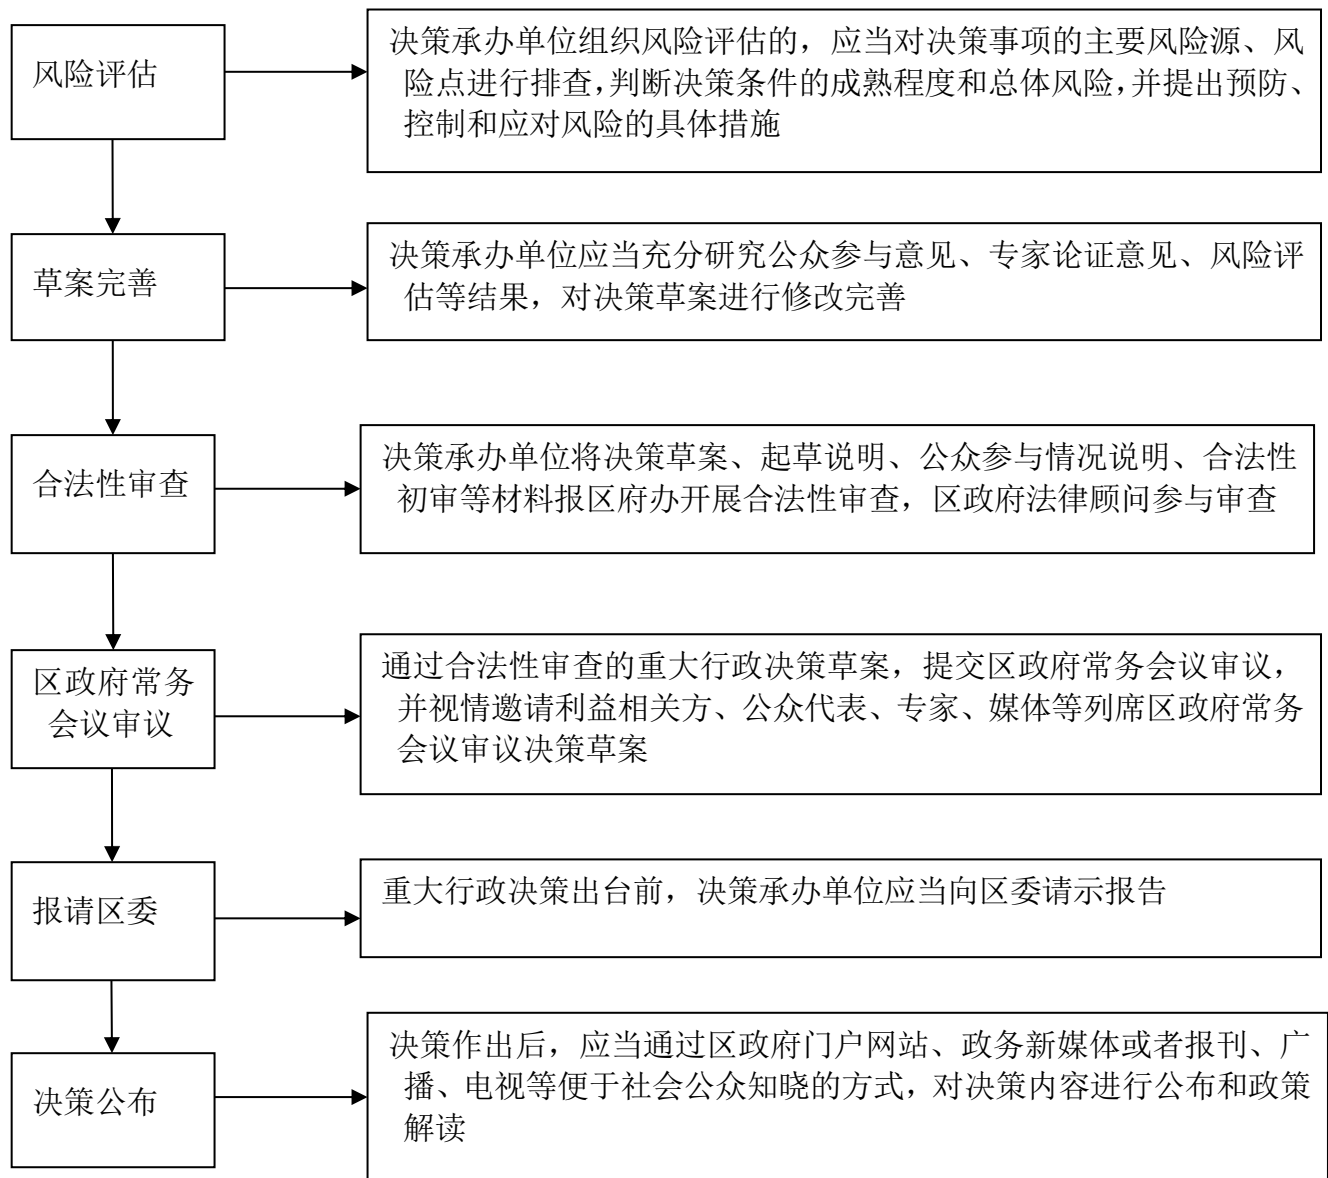 风险评估
决策承办单位组织风险评估的，应当对决策事项的主要风险源、风
险点进行排查，判断决策条件的成熟程度和总体风险，并提出预防、
控制和应对风险的具体措施
草案完善
决策承办单位应当充分研究公众参与意见、专家论证意见、风险评
估等结果，对决策草案进行修改完善
合法性审查
决策承办单位将决策草案、起草说明、公众参与情况说明、合法性
初审等材料报区府办开展合法性审查，区政府法律顾问参与审查
区政府常务
会议审议
通过合法性审查的重大行政决策草案，提交区政府常务会议审议，
并视情邀请利益相关方、公众代表、专家、媒体等列席区政府常务
会议审议决策草案
报请区委
重大行政决策出台前，决策承办单位应当向区委请示报告
决策公布
决策作出后，应当通过区政府门户网站、政务新媒体或者报刊、广
播、电视等便于社会公众知晓的方式，对决策内容进行公布和政策
解读